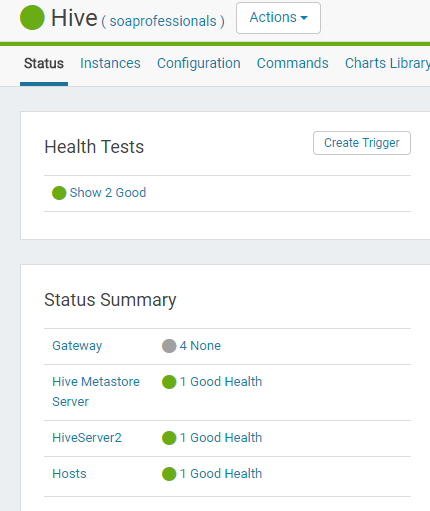 Hive ( soaprofessionals ) Actions
Status Instances Configuration Commands Charts Library
Health Tests Create Trigger
Show 2 Good
Status Summary
Gateway 4 None
Hive Metastore 1 Good Health
Server
HiveServer2 1 Good Health
Hosts 1 Good Health